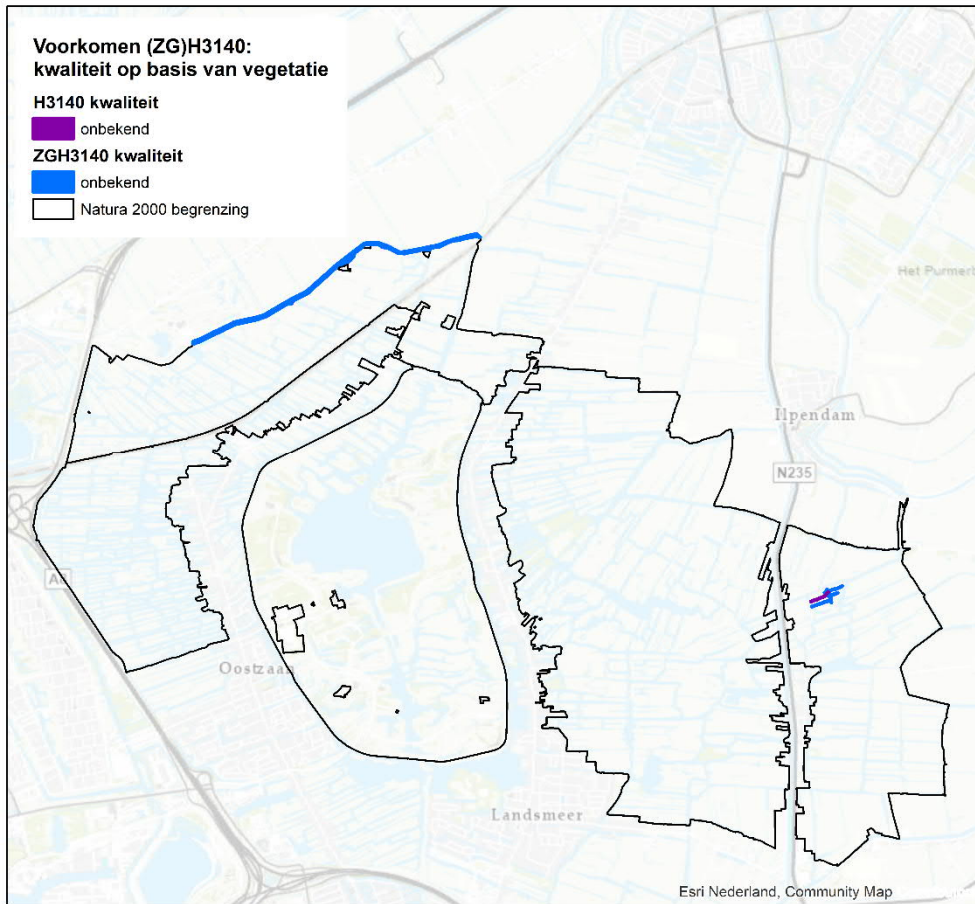 Voorkomen (ZG)H3140:
kwaliteit op basis van vegetatie
H3140 kwaliteit
onbekend
ZGH3140 kwaliteit
onbekend
Natura 2000 begrenzing
Het Purmer
Ilpendam
N235
Oostzaan
Landsmeer
Esri Nederland, Community Map